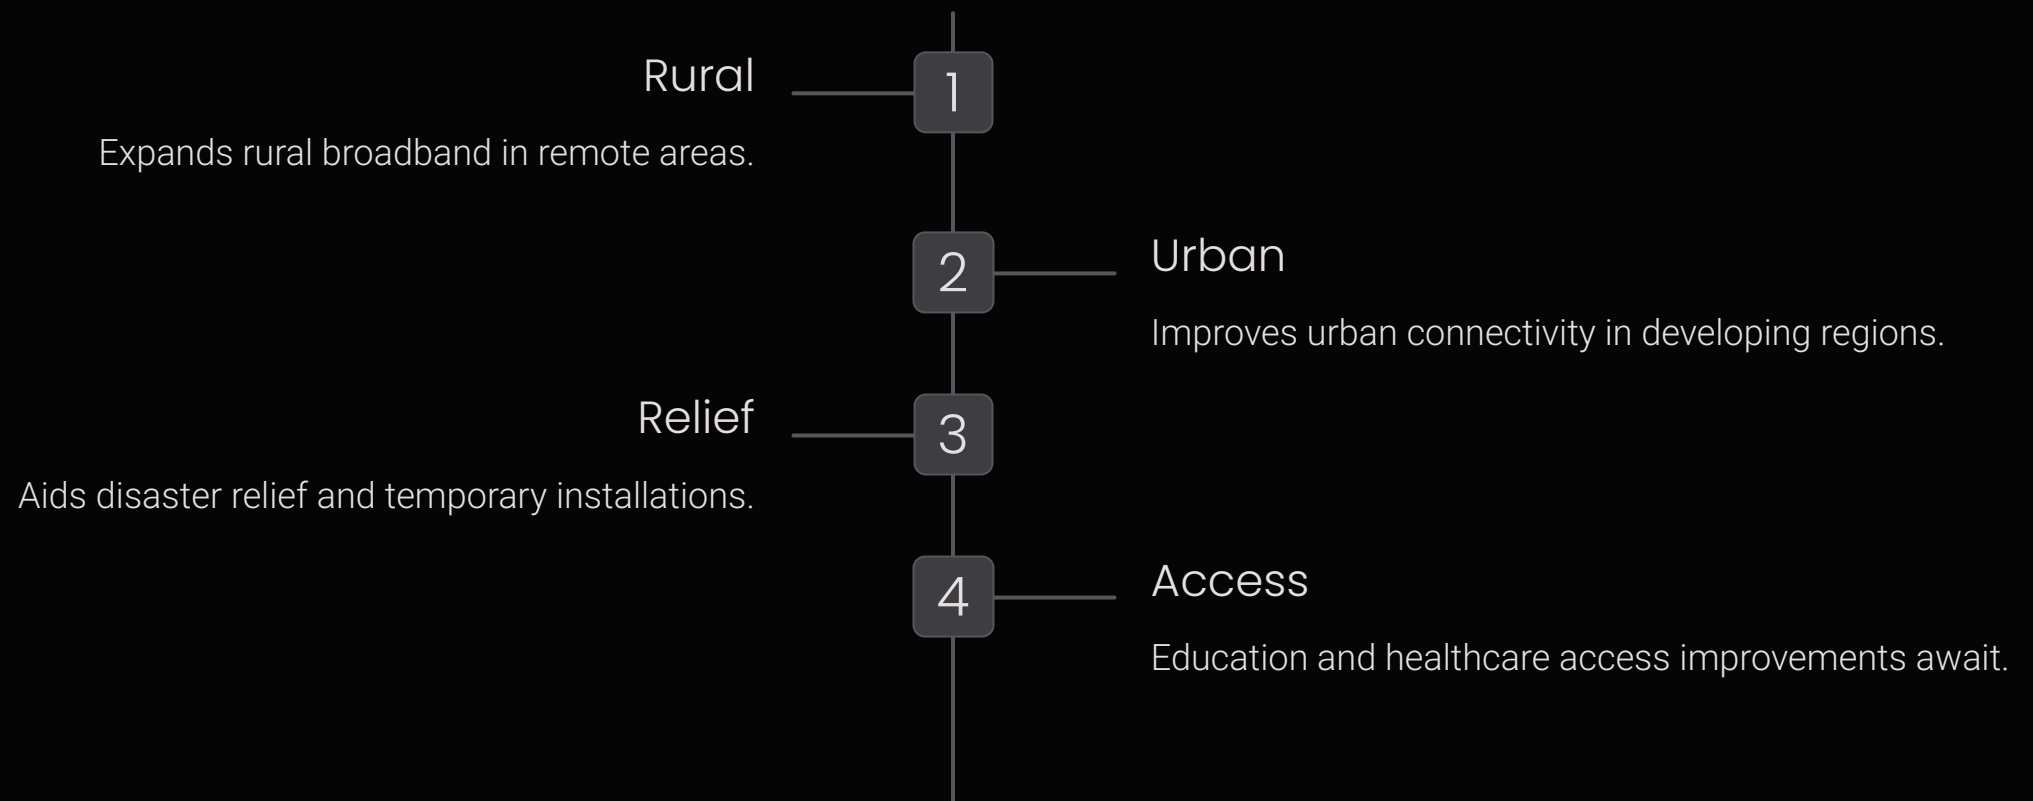 Rural
1
Expands rural broadband in remote areas.
2
Urban
Improves urban connectivity in developing regions.
Relief
3
Aids disaster relief and temporary installations.
4
Access
Education and healthcare access improvements await.